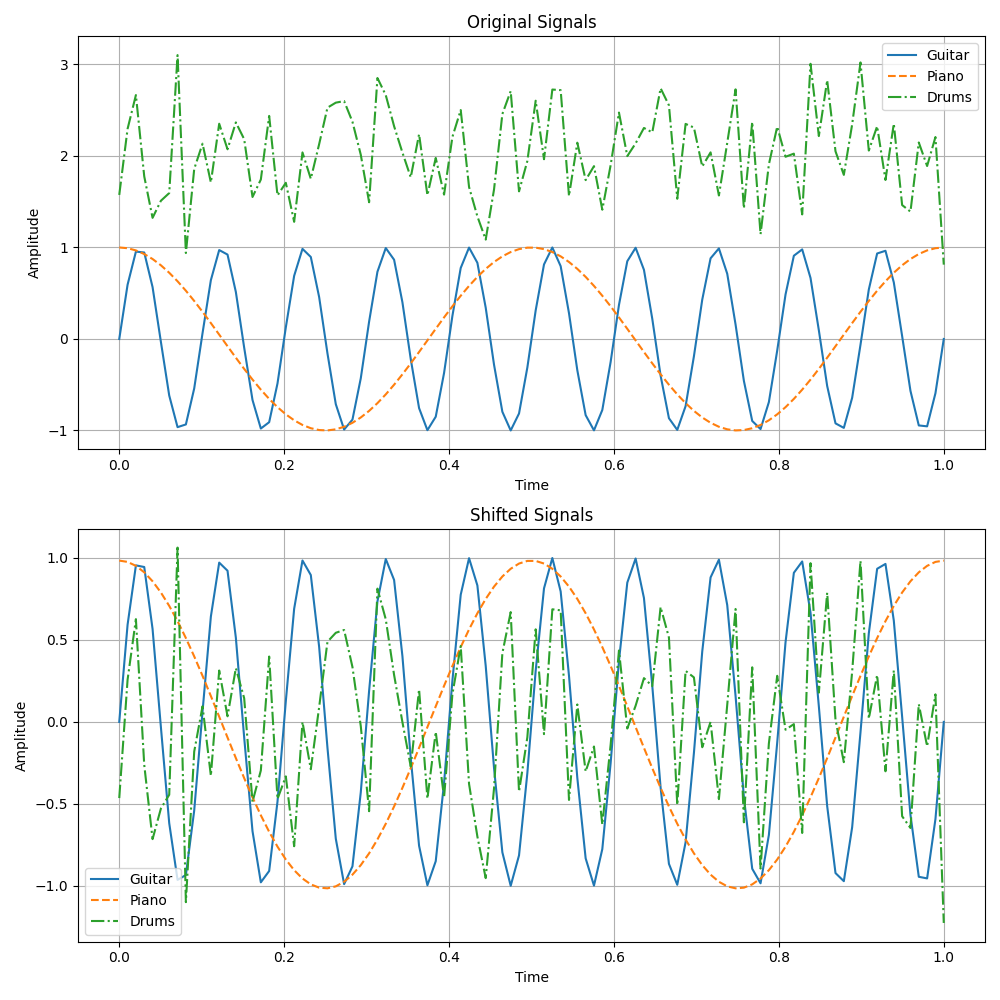 Original Signals
Amplitude
3
2
1
0
−1
Guitar
Piano
Drums
0.0 0.2 0.4 0.6 0.8 1.0
Time
Shifted Signals
Amplitude
1.0
0.5
0.0
−0.5
−1.0
Guitar
Piano
Drums
0.0 0.2 0.4 0.6 0.8 1.0
Time